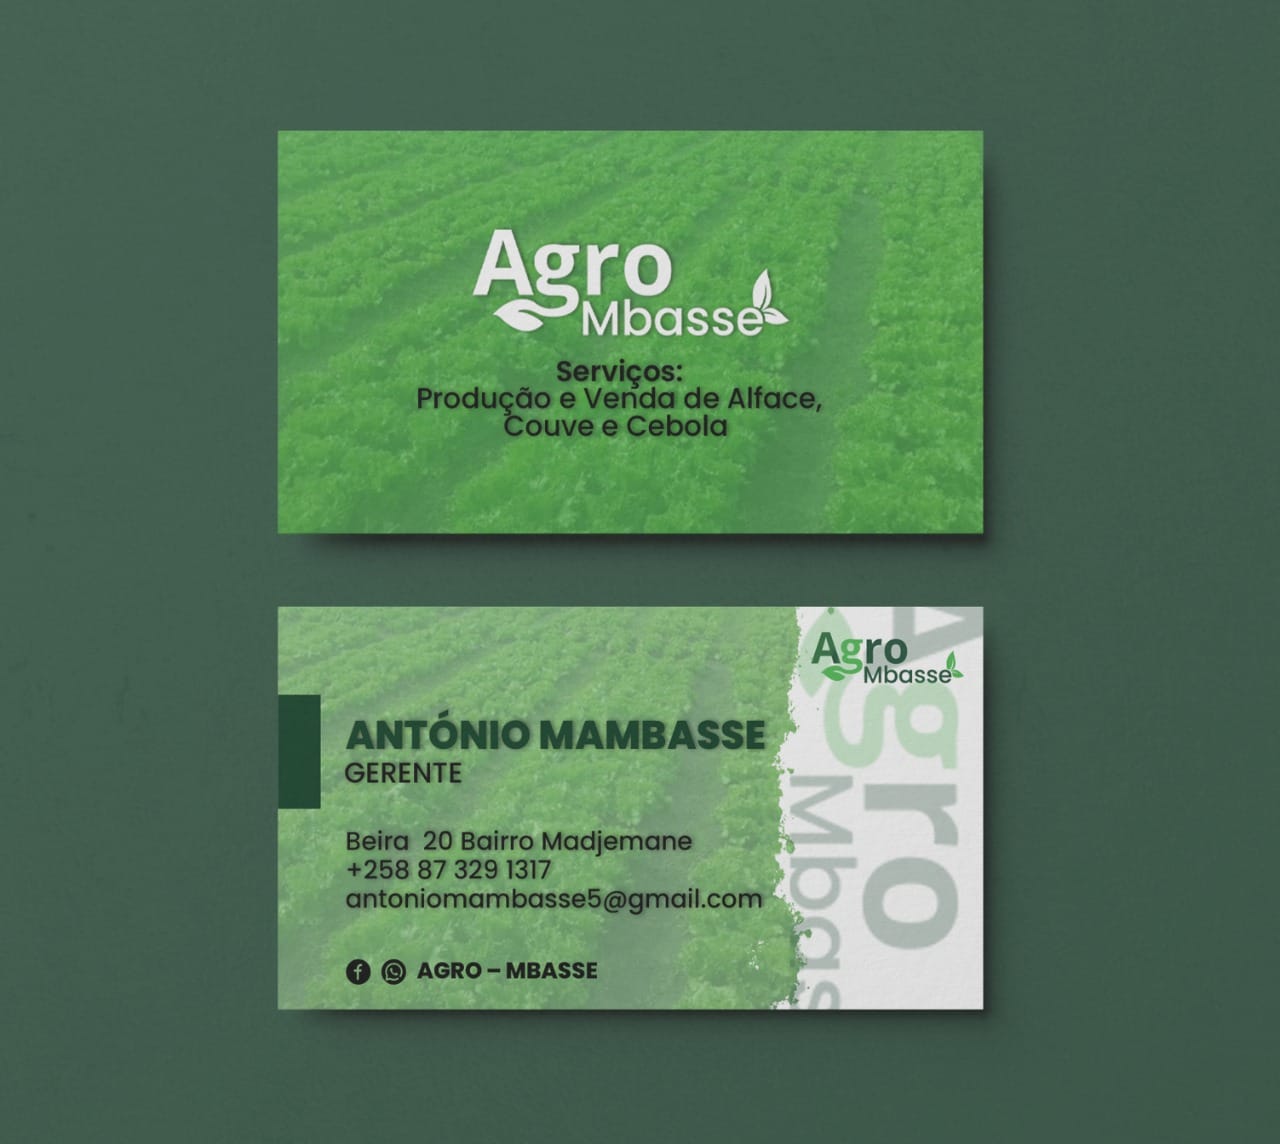 Agro
Mbasse
Serviços:
Produção e Venda de Alface,
Couve e Cebola
Agro
Mbasse
ANTÓNIO MAMBASSE
GERENTE
Beira  20 Bairro Madjemane
+258 87 329 1317
antoniomambasse5@gmail.com
AGRO – MBASSE
Agro
Mbas